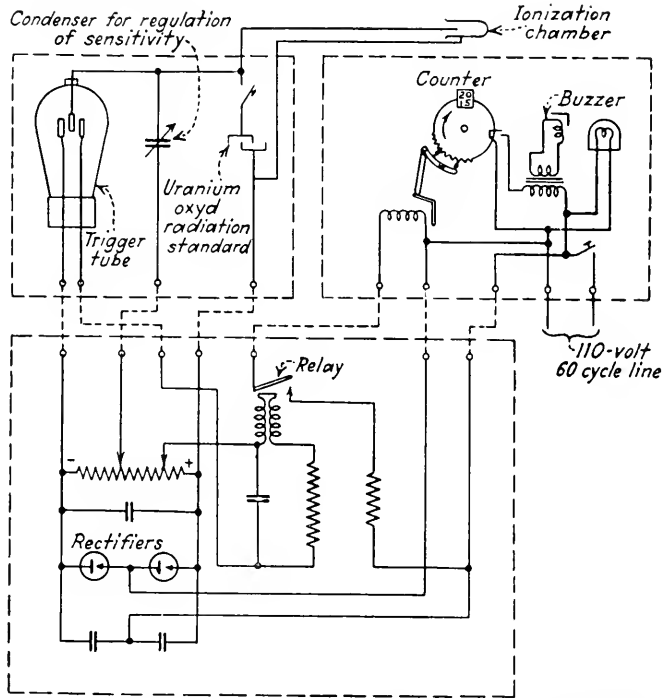 Condenser for regulation
of sensitivity
Ionization
chamber
Counter
20
15
Buzzer
Uranium
oxyd
radiation
standard
Trigger
tube
110-volt
60 cycle line
Relay
- +
Rectifiers